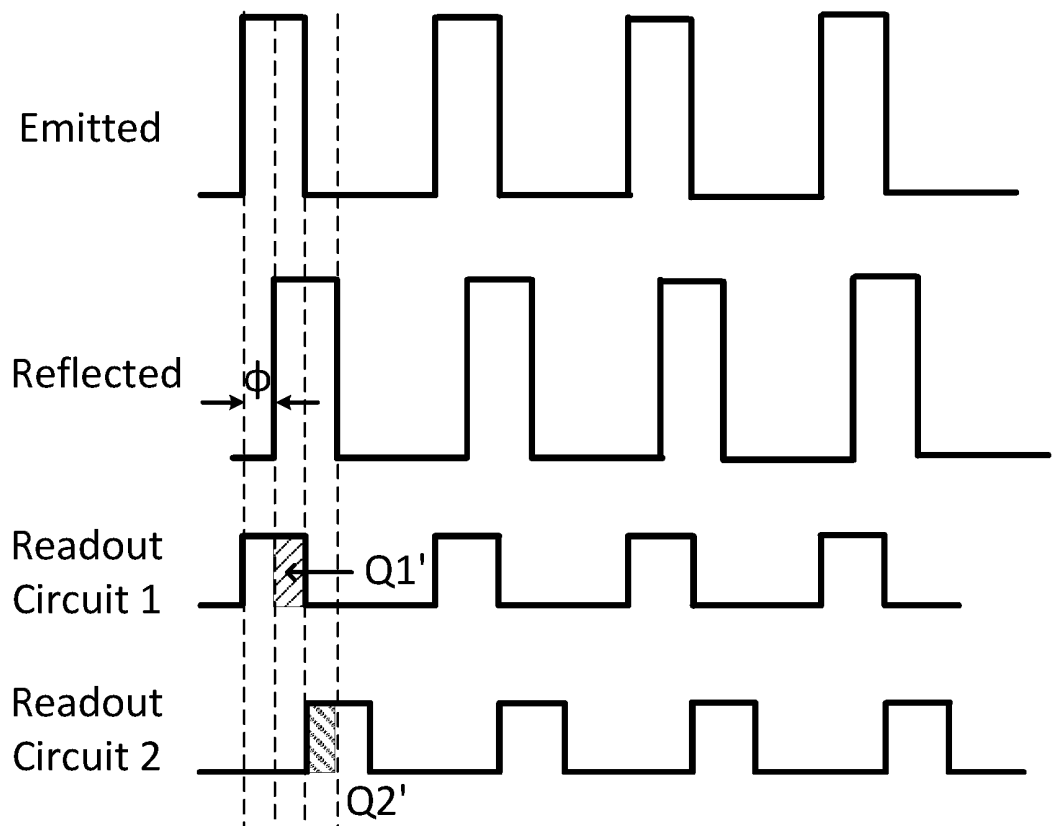 Emitted
Reflected
ϕ
Readout
Circuit 1
Q1'
Readout
Circuit 2
Q2'